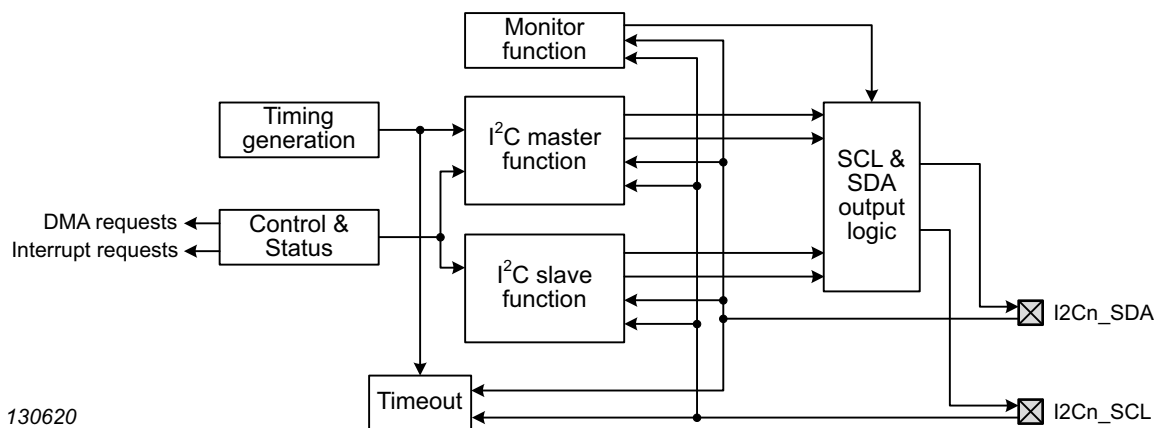 Monitor
function
Timing
generation
I²C master
function
SCL &
SDA
output
logic
DMA requests
Interrupt requests
Control &
Status
I²C slave
function
I2Cn_SDA
Timeout
I2Cn_SCL
130620